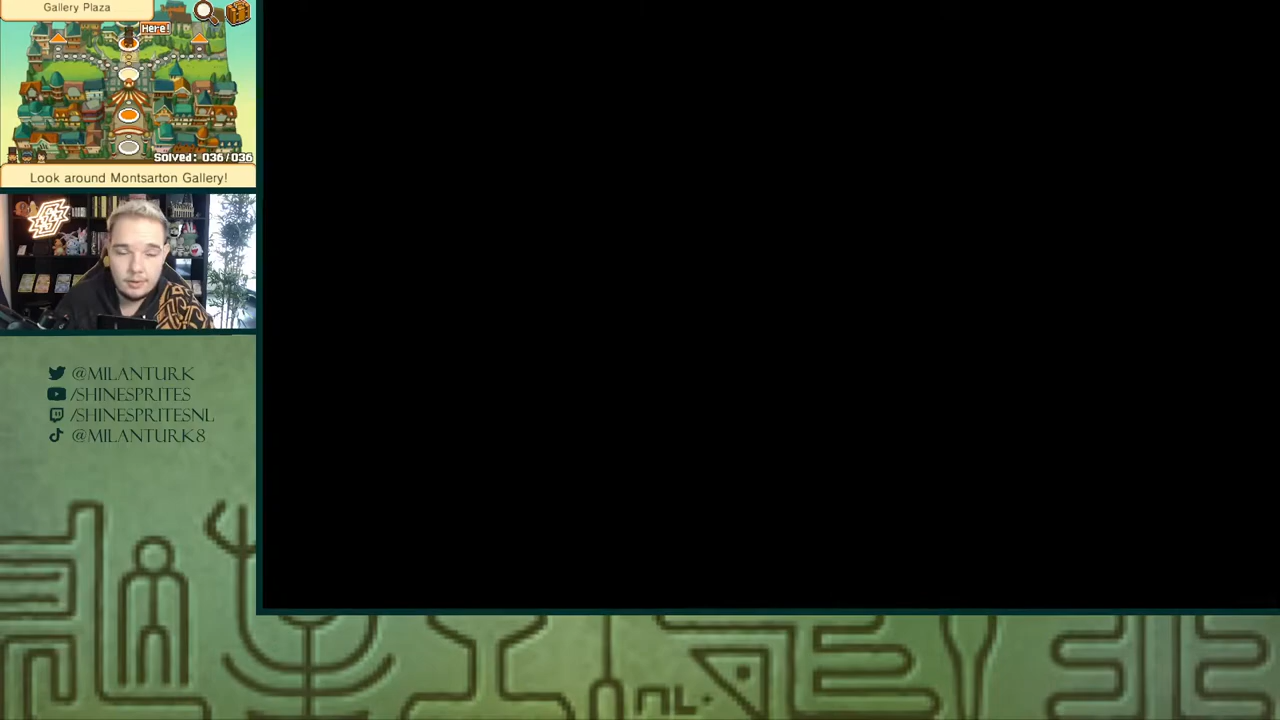 Gallery Plaza
Here!
Solved: 036/036
Look around Montsarton Gallery!
@MILANTURK
/SHINESPRITES
/SHINESPRITESNL
@MILANTURK8